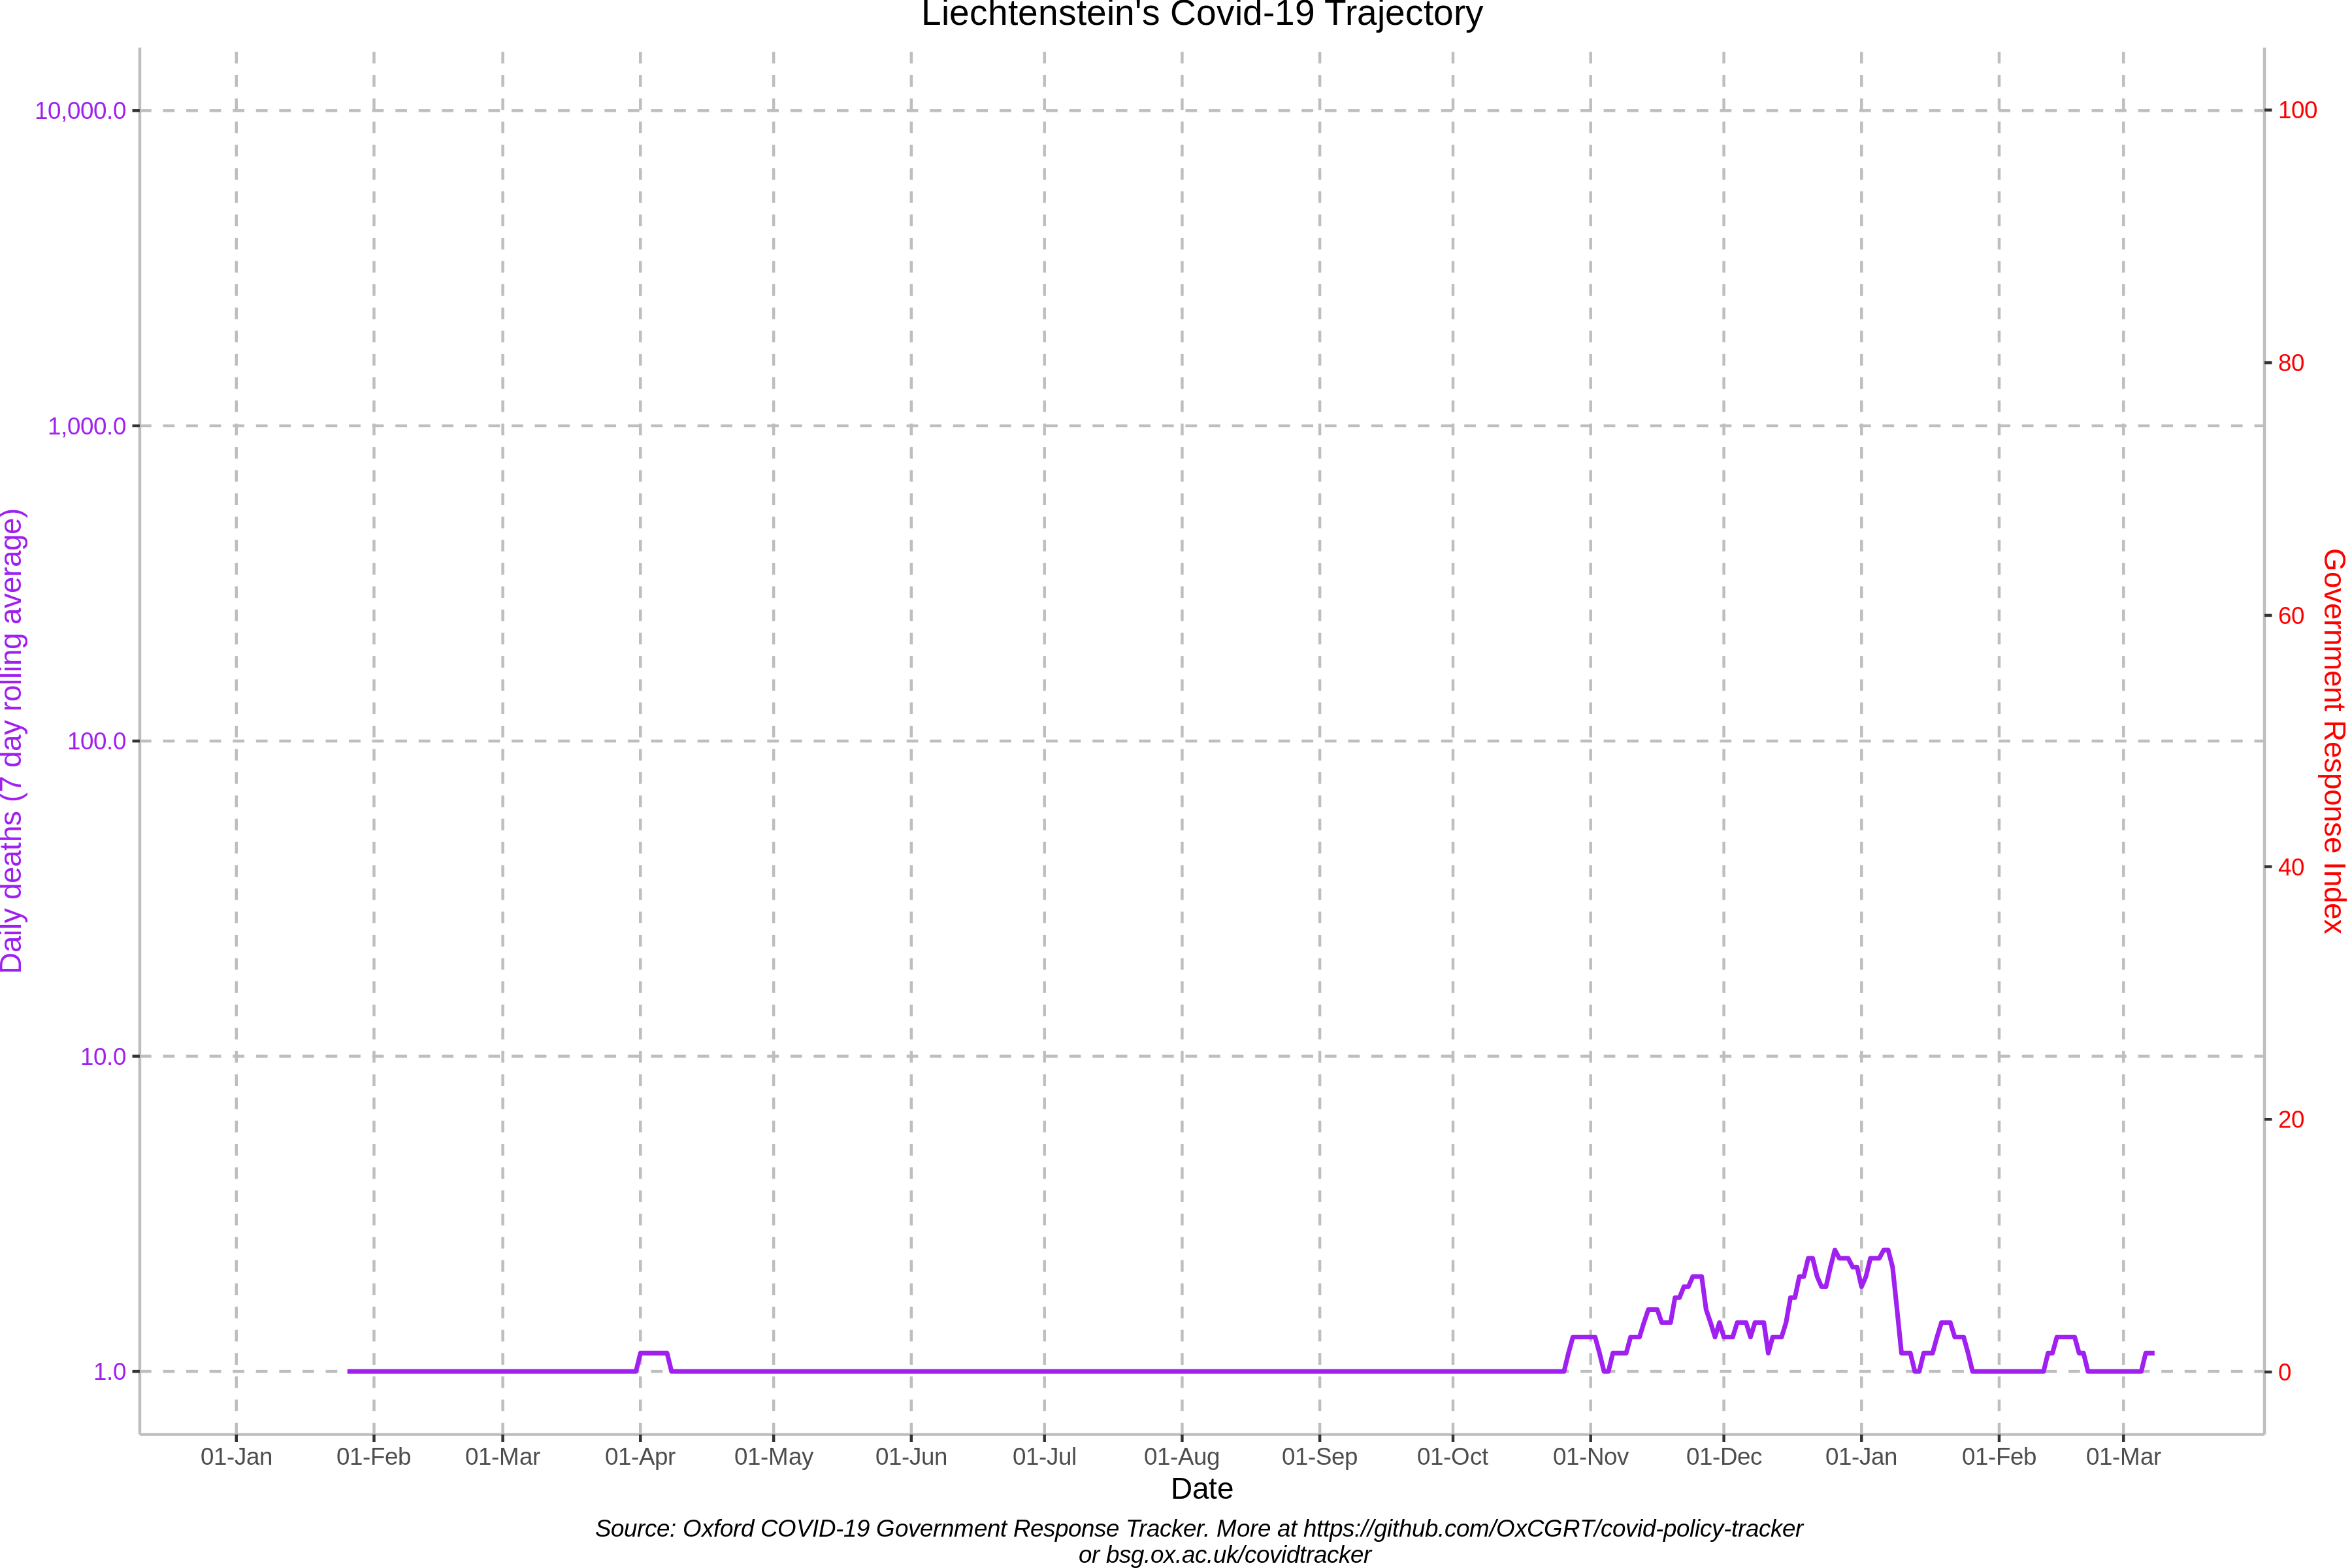 Liechtenstein's Covid-19 Trajectory
10,000.0
1,000.0
100.0
10.0
1.0
Daily deaths (7 day rolling average)
100
80
60
40
20
0
Government Response Index
01-Jan 01-Feb 01-Mar 01-Apr 01-May 01-Jun 01-Jul 01-Aug 01-Sep 01-Oct 01-Nov 01-Dec 01-Jan 01-Feb 01-Mar
Date
Source: Oxford COVID-19 Government Response Tracker. More at https://github.com/OxCGRT/covid-policy-tracker
or bsg.ox.ac.uk/covidtracker